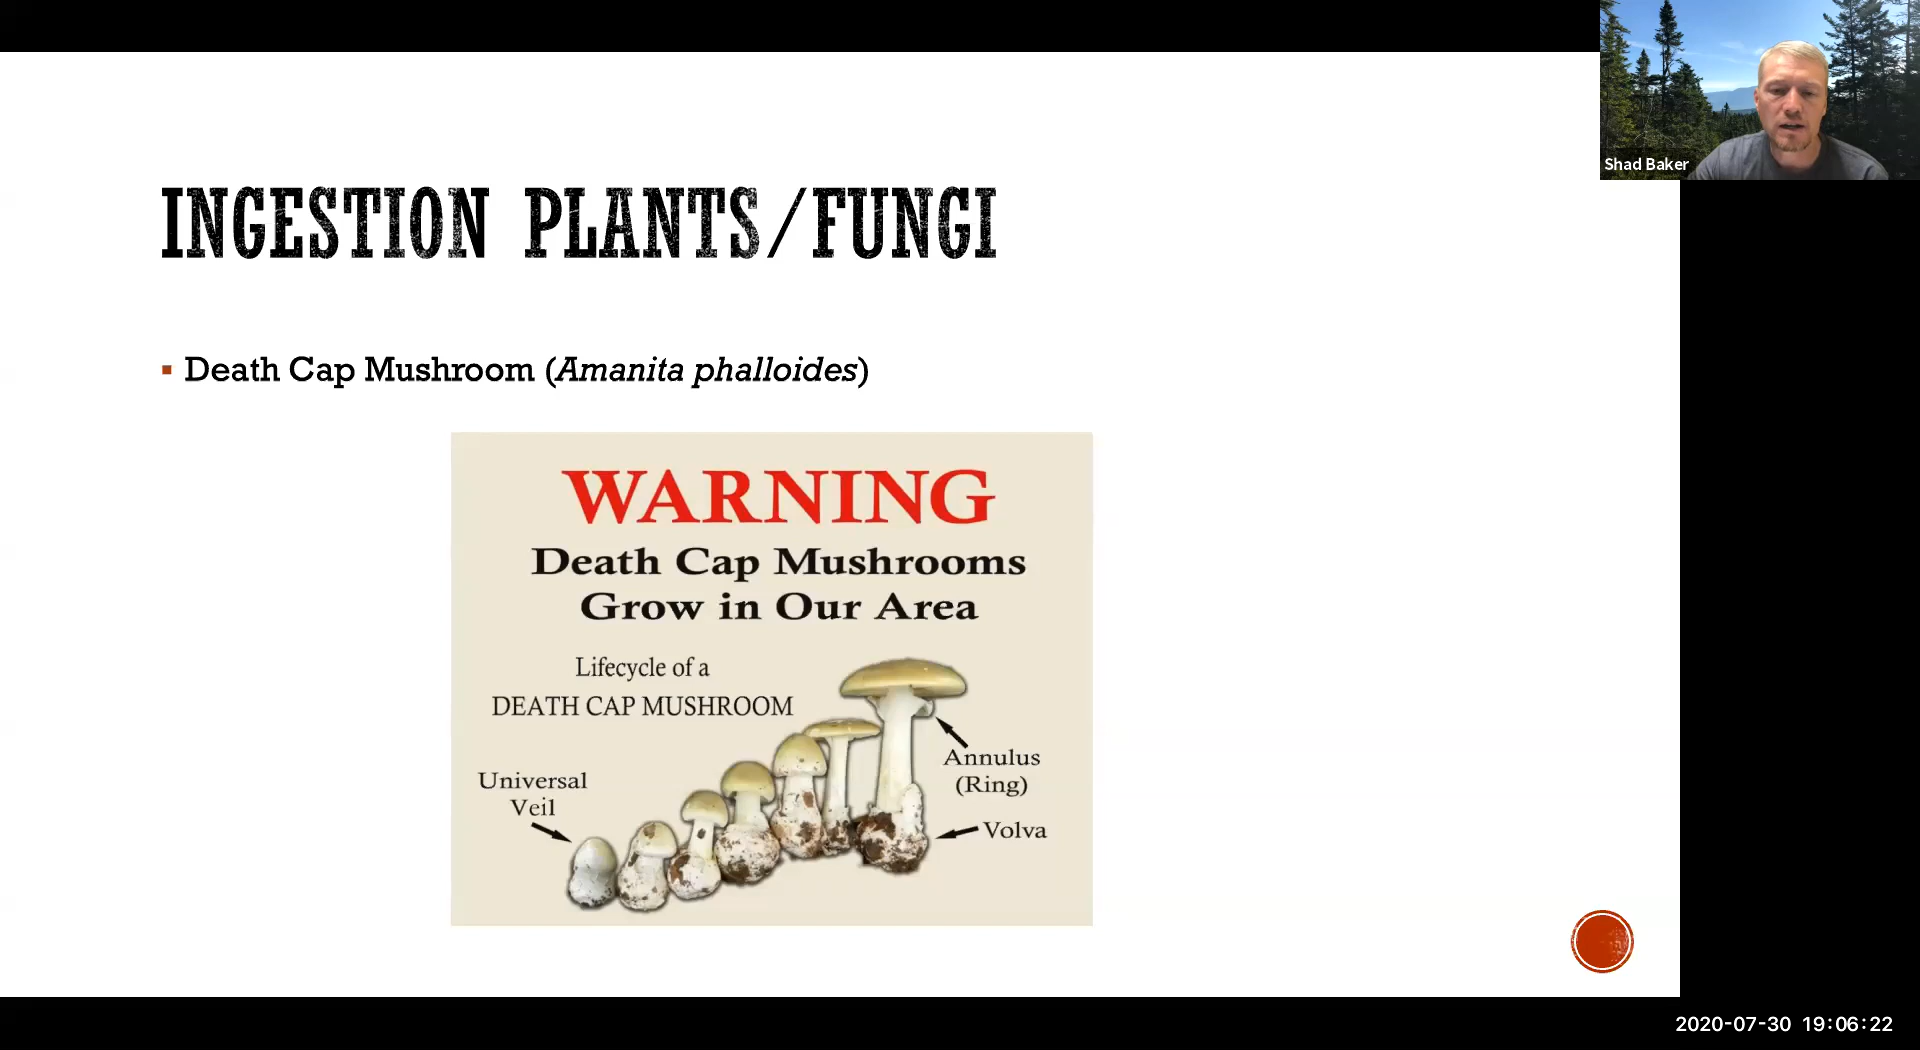 Shad Baker
INGESTION PLANTS/FUNGI
Death Cap Mushroom (Amanita phalloides)
WARNING
Death Cap Mushrooms
Grow in Our Area
Lifecycle of a
DEATH CAP MUSHROOM
Annulus
(Ring)
Universal
Veil
Volva
2020-07-30 19:06:22